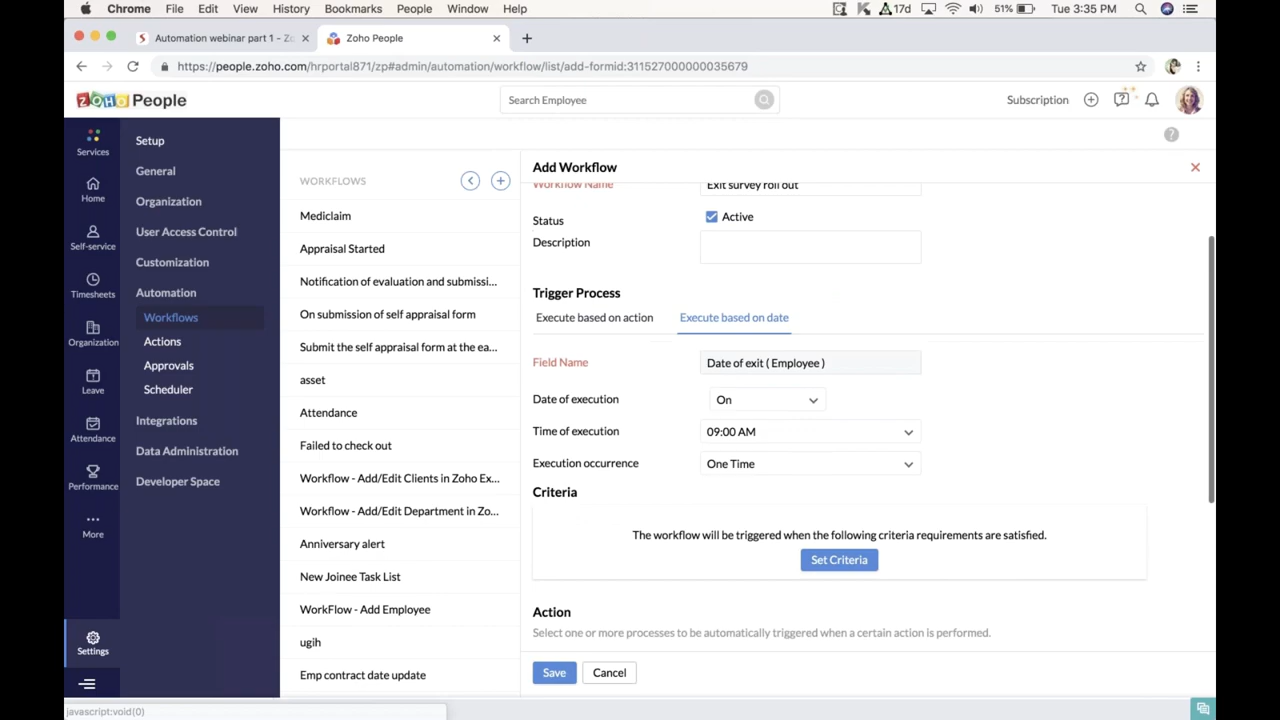 Chrome File Edit View History Bookmarks People Window Help 17d 51% Tue 3:35 PM
Automation webinar part 1 - Zo
Zoho People
https://people.zoho.com/hrportal871/zp#admin/automation/workflow/list/add-formid:311527000000035679
ZOHO People
Search Employee
Subscription
Services
Home
Self-service
Timesheets
Organization
Leave
Attendance
Performance
More
Settings
Setup
General
Organization
User Access Control
Customization
Automation
Workflows
Actions
Approvals
Scheduler
Integrations
Data Administration
Developer Space
WORKFLOWS
Mediclaim
Appraisal Started
Notification of evaluation and submissi...
On submission of self appraisal form
Submit the self appraisal form at the ea...
asset
Attendance
Failed to check out
Workflow - Add/Edit Clients in Zoho Ex...
Workflow - Add/Edit Department in Zo...
Anniversary alert
New Joinee Task List
WorkFlow - Add Employee
ugih
Emp contract date update
Add Workflow
Workflow Name Exit survey roll out
Status Active
Description
Trigger Process
Execute based on action Execute based on date
Field Name Date of exit ( Employee )
Date of execution On
Time of execution 09:00 AM
Execution occurrence One Time
Criteria
The workflow will be triggered when the following criteria requirements are satisfied.
Set Criteria
Action
Select one or more processes to be automatically triggered when a certain action is performed.
Save Cancel
javascript:void(0)